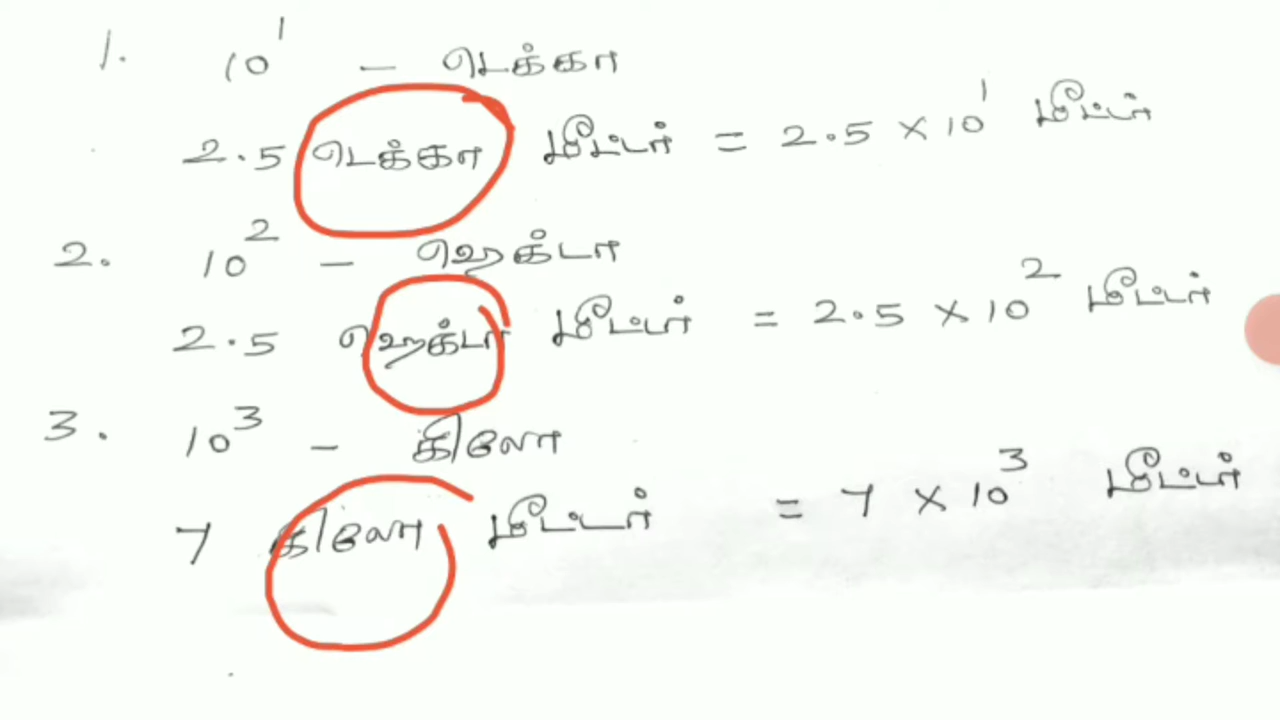 1. 10¹ – டெக்கா
2.5 டெக்கா மீட்டர் = 2.5 × 10¹ மீட்டர்
2. 10² – ஹெக்டா
2.5 ஹெக்டா மீட்டர் = 2.5 × 10² மீட்டர்
3. 10³ – கிலோ
7 கிலோ மீட்டர் = 7 × 10³ மீட்டர்